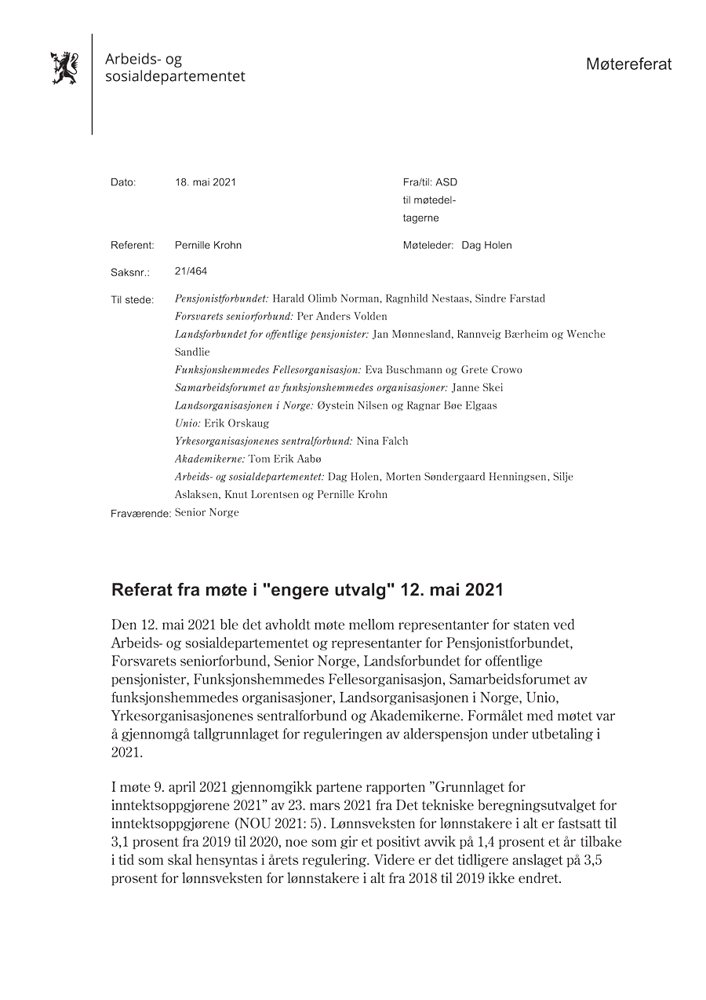 Arbeids- og
sosialdepartementet
Møtereferat
Dato: 18. mai 2021 Fra/til: ASD
til møtedel-
tagerne
Referent: Pernille Krohn Møteleder: Dag Holen
Saksnr.: 21/464
Til stede: Pensjonistforbundet: Harald Olimb Norman, Ragnhild Nestaas, Sindre Farstad
Forsvarets seniorforbund: Per Anders Volden
Landsforbundet for offentlige pensjonister: Jan Mønnesland, Rannveig Bærheim og Wenche
Sandlie
Funksjonshemmedes Fellesorganisasjon: Eva Buschmann og Grete Crowo
Samarbeidsforumet av funksjonshemmedes organisasjoner: Janne Skei
Landsorganisasjonen i Norge: Øystein Nilsen og Ragnar Bøe Elgaas
Unio: Erik Orskaug
Yrkesorganisasjonenes sentralforbund: Nina Falch
Akademikerne: Tom Erik Aabø
Arbeids- og sosialdepartementet: Dag Holen, Morten Søndergaard Henningsen, Silje
Aslaksen, Knut Lorentsen og Pernille Krohn
Fraværende: Senior Norge
Referat fra møte i "engere utvalg" 12. mai 2021
Den 12. mai 2021 ble det avholdt møte mellom representanter for staten ved
Arbeids- og sosialdepartementet og representanter for Pensjonistforbundet,
Forsvarets seniorforbund, Senior Norge, Landsforbundet for offentlige
pensjonister, Funksjonshemmedes Fellesorganisasjon, Samarbeidsforumet av
funksjonshemmedes organisasjoner, Landsorganisasjonen i Norge, Unio,
Yrkesorganisasjonenes sentralforbund og Akademikerne. Formålet med møtet var
å gjennomgå tallgrunnlaget for reguleringen av alderspensjon under utbetaling i
2021.
I møte 9. april 2021 gjennomgikk partene rapporten ”Grunnlaget for
inntektsoppgjørene 2021” av 23. mars 2021 fra Det tekniske beregningsutvalget for
inntektsoppgjørene (NOU 2021: 5). Lønnsveksten for lønnstakere i alt er fastsatt til
3,1 prosent fra 2019 til 2020, noe som gir et positivt avvik på 1,4 prosent et år tilbake
i tid som skal hensyntas i årets regulering. Videre er det tidligere anslaget på 3,5
prosent for lønnsveksten for lønnstakere i alt fra 2018 til 2019 ikke endret.